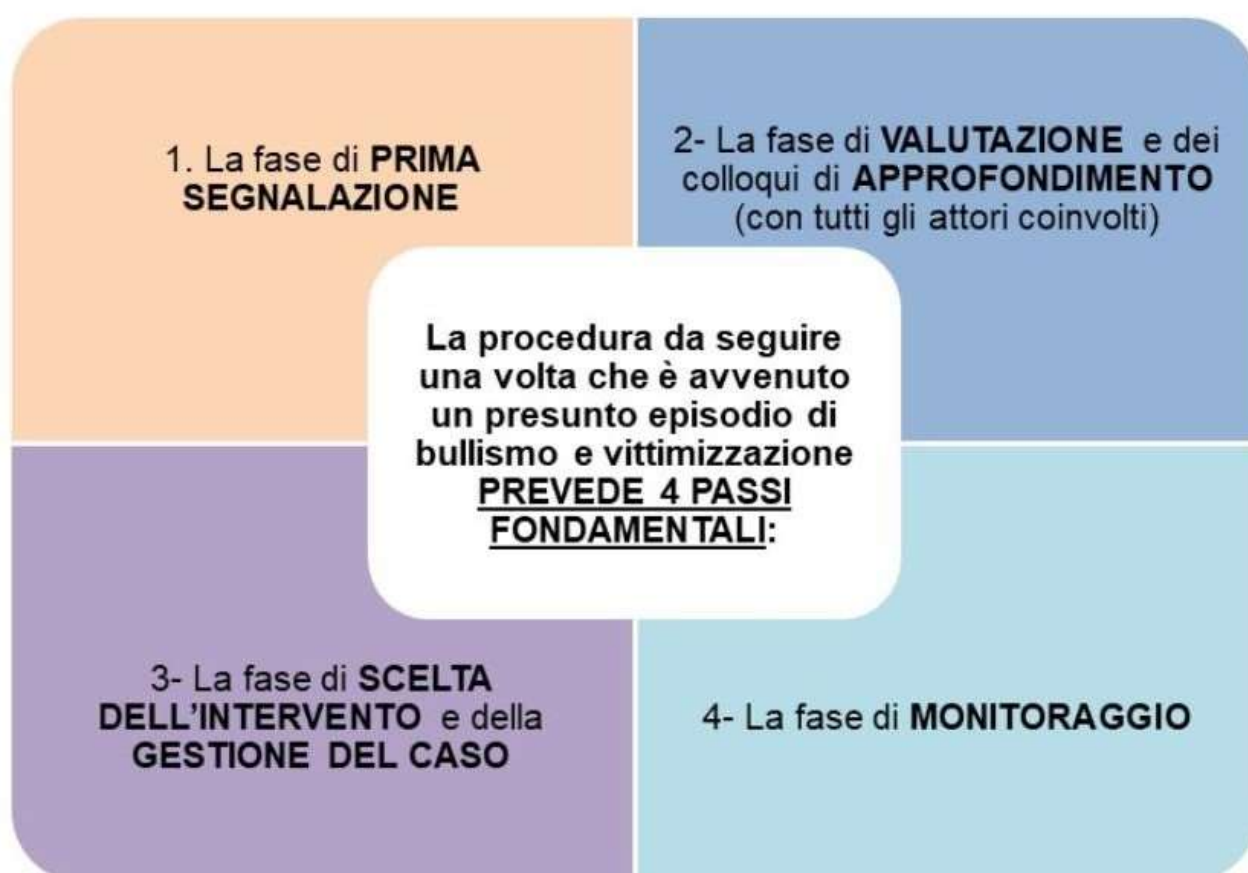 1. La fase di PRIMA
SEGNALAZIONE
2- La fase di VALUTAZIONE e dei
colloqui di APPROFONDIMENTO
(con tutti gli attori coinvolti)
La procedura da seguire
una volta che è avvenuto
un presunto episodio di
bullismo e vittimizzazione
PREVEDE 4 PASSI
FONDAMENTALI:
3- La fase di SCELTA
DELL'INTERVENTO e della
GESTIONE DEL CASO
4- La fase di MONITORAGGIO